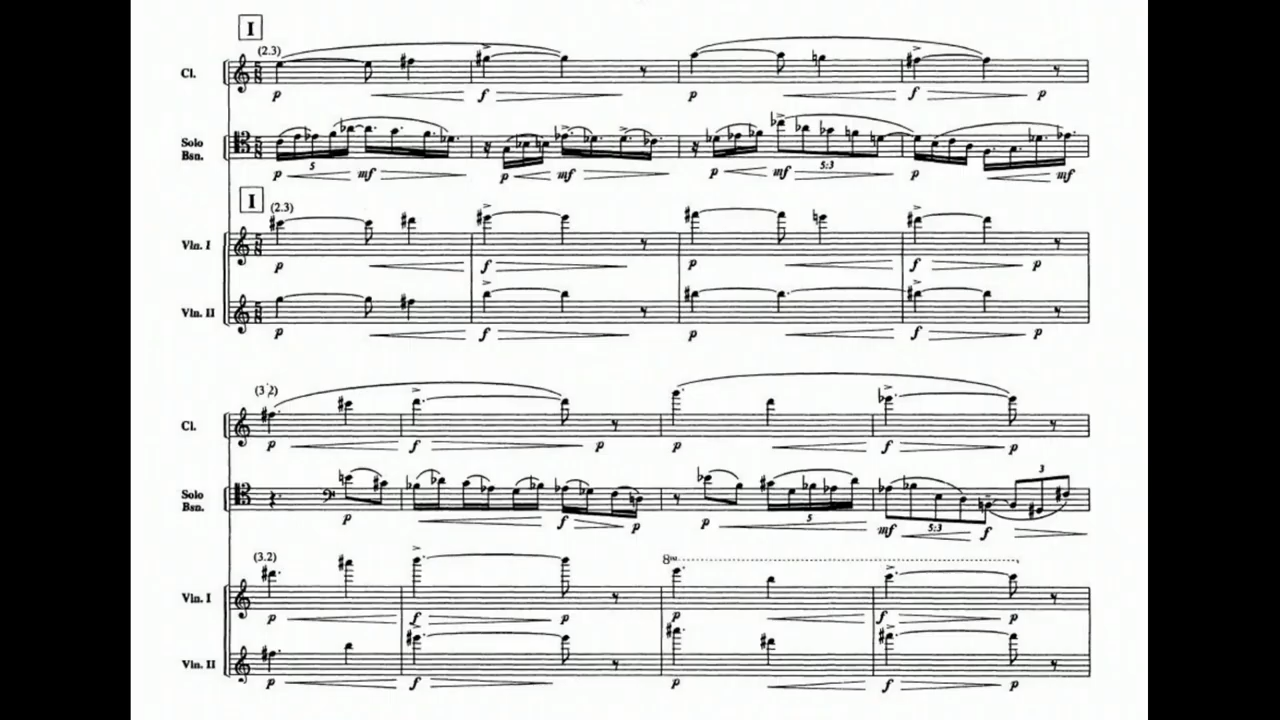 I
(2.3)
Cl.
p f p f p
5
Solo
Bsn.
5 5:3
p mf p mf p mf p mf
I
(2.3)
Vln. I
p f p f p
Vln. II
p f p f p
(3.2)
Cl.
p f p p f p
Solo
Bsn.
3
p f p p 5 mf 5:3 f
(3.2)
8va
Vln. I
p f p p f p
Vln. II
p f p f p